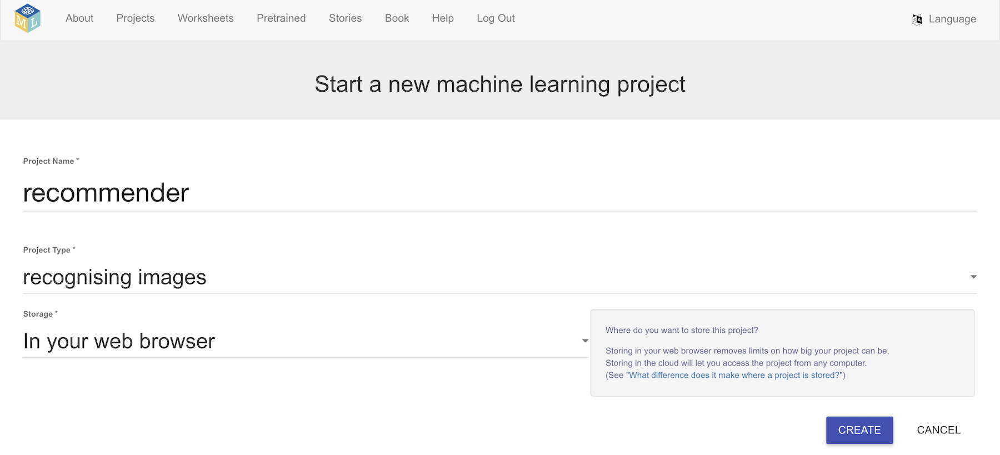 M L
About Projects Worksheets Pretrained Stories Book Help Log Out Language
Start a new machine learning project
Project Name *
recommender
Project Type *
recognising images
Storage *
In your web browser
Where do you want to store this project?
Storing in your web browser removes limits on how big your project can be.
Storing in the cloud will let you access the project from any computer.
(See "What difference does it make where a project is stored?")
CREATE CANCEL